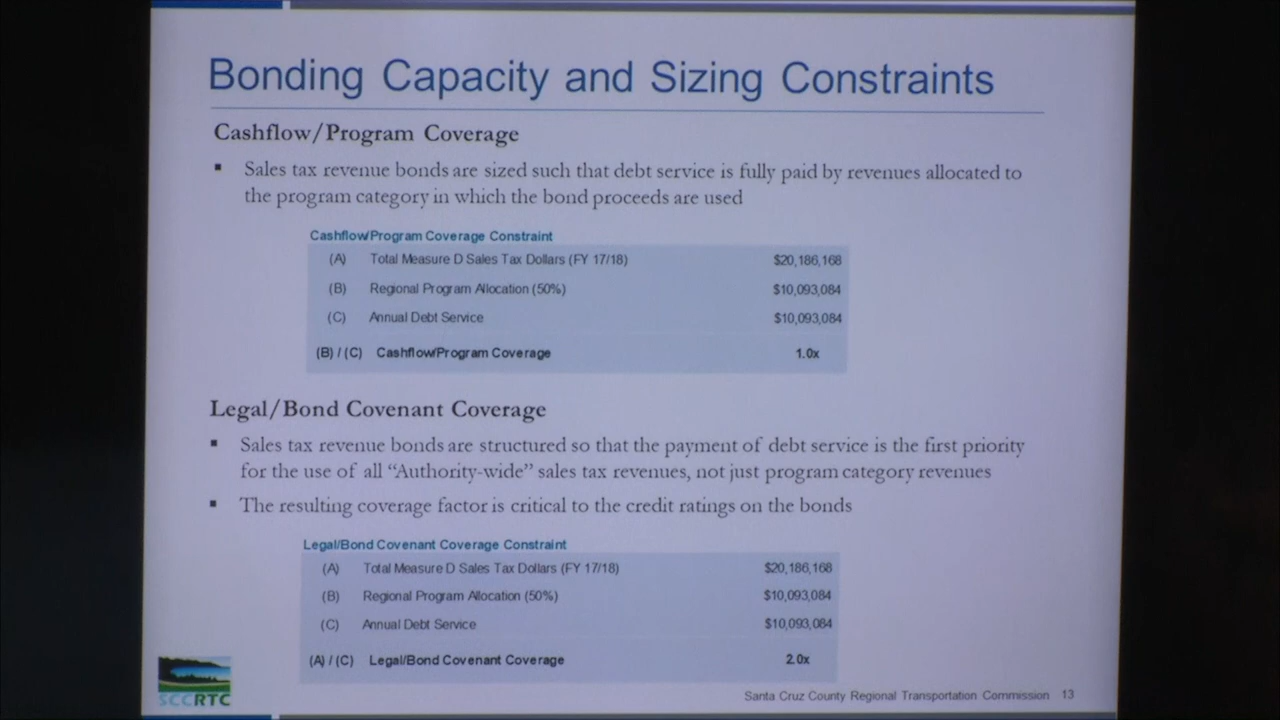 Bonding Capacity and Sizing Constraints
Cashflow/Program Coverage
▪ Sales tax revenue bonds are sized such that debt service is fully paid by revenues allocated to
the program category in which the bond proceeds are used
Cashflow/Program Coverage Constraint
(A) Total Measure D Sales Tax Dollars (FY 17/18) $20,186,168
(B) Regional Program Allocation (50%) $10,093,084
(C) Annual Debt Service $10,093,084
(B) / (C) Cashflow/Program Coverage 1.0x
Legal/Bond Covenant Coverage
▪ Sales tax revenue bonds are structured so that the payment of debt service is the first priority
for the use of all “Authority-wide” sales tax revenues, not just program category revenues
▪ The resulting coverage factor is critical to the credit ratings on the bonds
Legal/Bond Covenant Coverage Constraint
(A) Total Measure D Sales Tax Dollars (FY 17/18) $20,186,168
(B) Regional Program Allocation (50%) $10,093,084
(C) Annual Debt Service $10,093,084
(A) / (C) Legal/Bond Covenant Coverage 2.0x
SCCRTC
Santa Cruz County Regional Transportation Commission 13